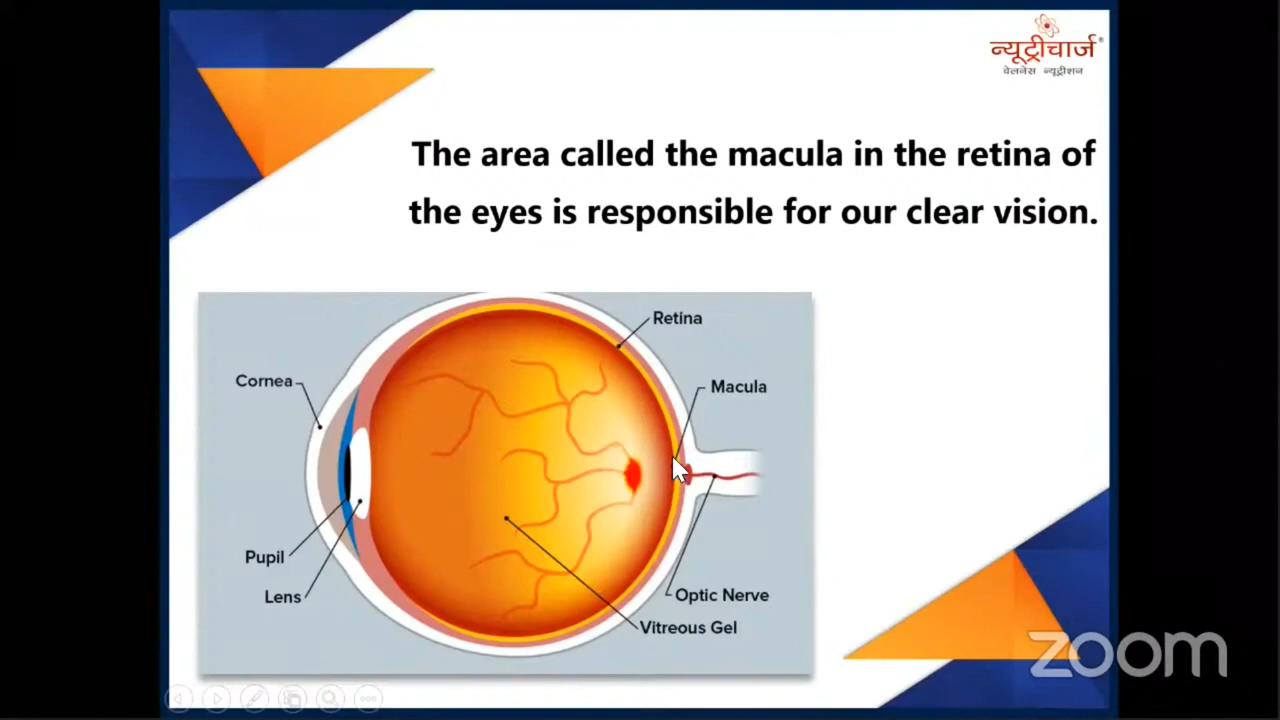 न्यूट्रीचार्ज®
वेलनेस न्यूट्रीशन
The area called the macula in the retina of
the eyes is responsible for our clear vision.
Retina
Cornea
Macula
Pupil
Lens
Optic Nerve
Vitreous Gel
zoom